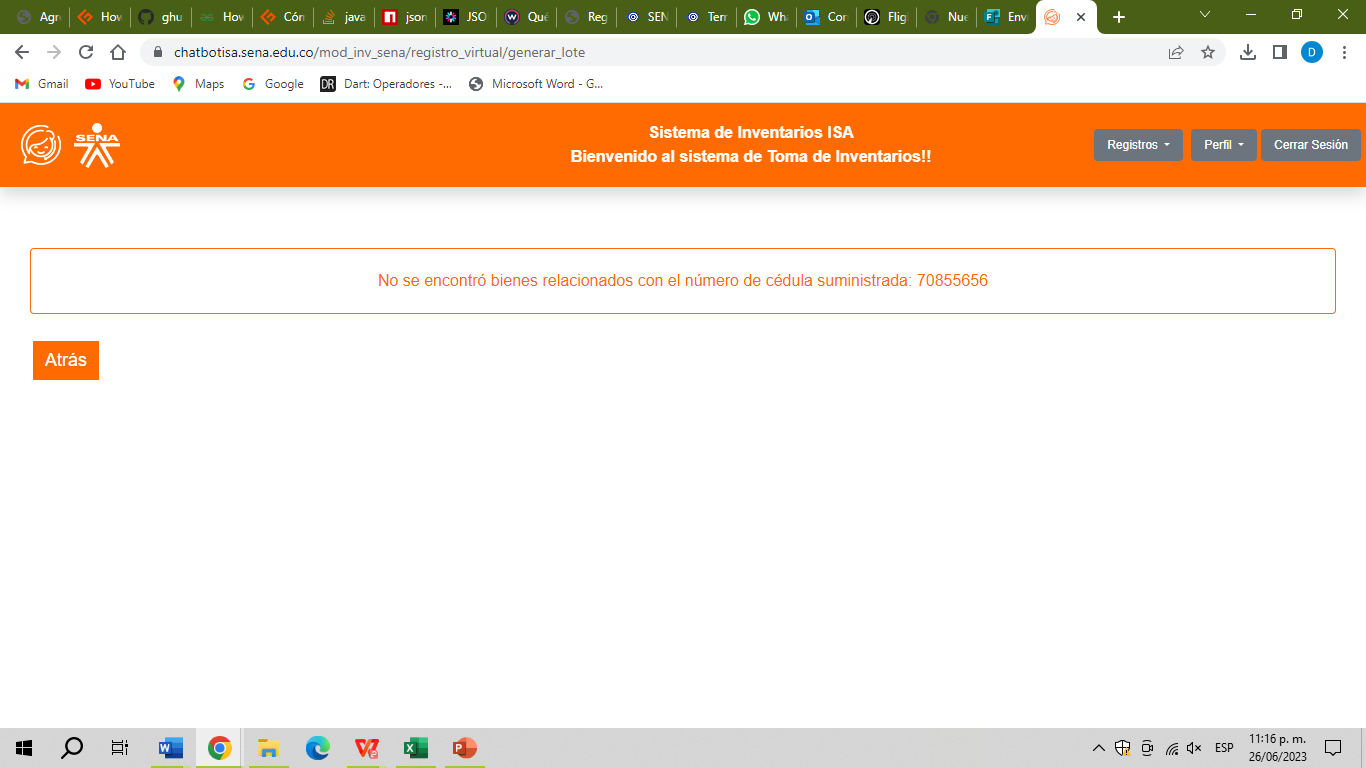 Agr How ghu How Cór java json JSO Qué Reg SEN Terr Wha Cor Flig Nue Env
chatbotisa.sena.edu.co/mod_inv_sena/registro_virtual/generar_lote
D
Gmail YouTube Maps Google DR Dart: Operadores -... Microsoft Word - G...
SENA
Sistema de Inventarios ISA
Bienvenido al sistema de Toma de Inventarios!!
Registros Perfil Cerrar Sesión
No se encontró bienes relacionados con el número de cédula suministrada: 70855656
Atrás
ESP
11:16 p. m.
26/06/2023